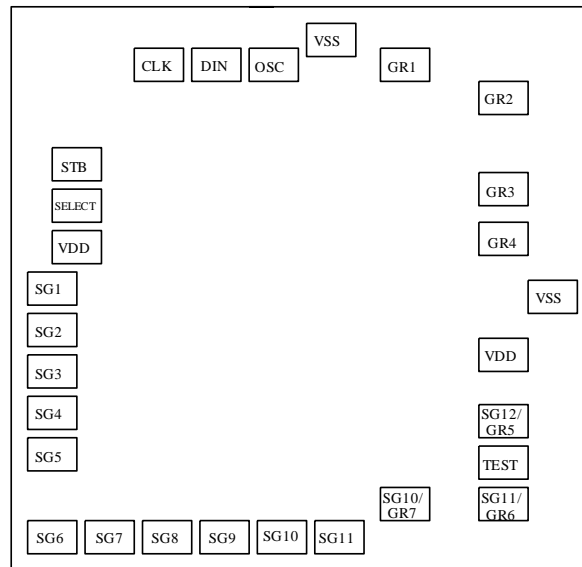 VSS
CLK
DIN
OSC
GR1
GR2
STB
GR3
SELECT
GR4
VDD
SG1
VSS
SG2
SG3
VDD
SG4
SG12/
GR5
SG5
TEST
SG10/
GR7
SG11/
GR6
SG6
SG7
SG8
SG9
SG10
SG11